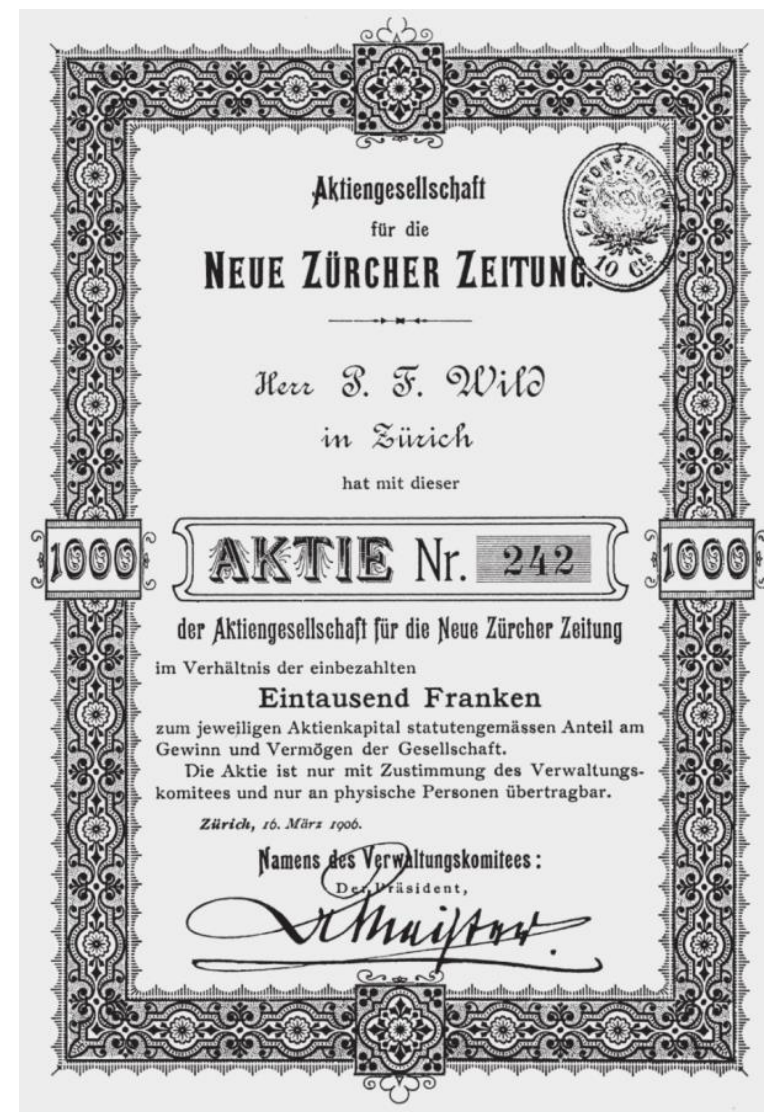 Aktiengesellschaft
für die
NEUE ZÜRCHER ZEITUNG.
CANTON ZÜRICH
10 Cts
Herr P. F. Wild
in Zürich
hat mit dieser
1000
AKTIE Nr. 242
1000
der Aktiengesellschaft für die Neue Zürcher Zeitung
im Verhältnis der einbezahlten
Eintausend Franken
zum jeweiligen Aktienkapital statutengemässen Anteil am
Gewinn und Vermögen der Gesellschaft.
Die Aktie ist nur mit Zustimmung des Verwaltungs-
komitees und nur an physische Personen übertragbar.
Zürich, 16. März 1906.
Namens des Verwaltungskomitees:
Der Präsident,
Meister.